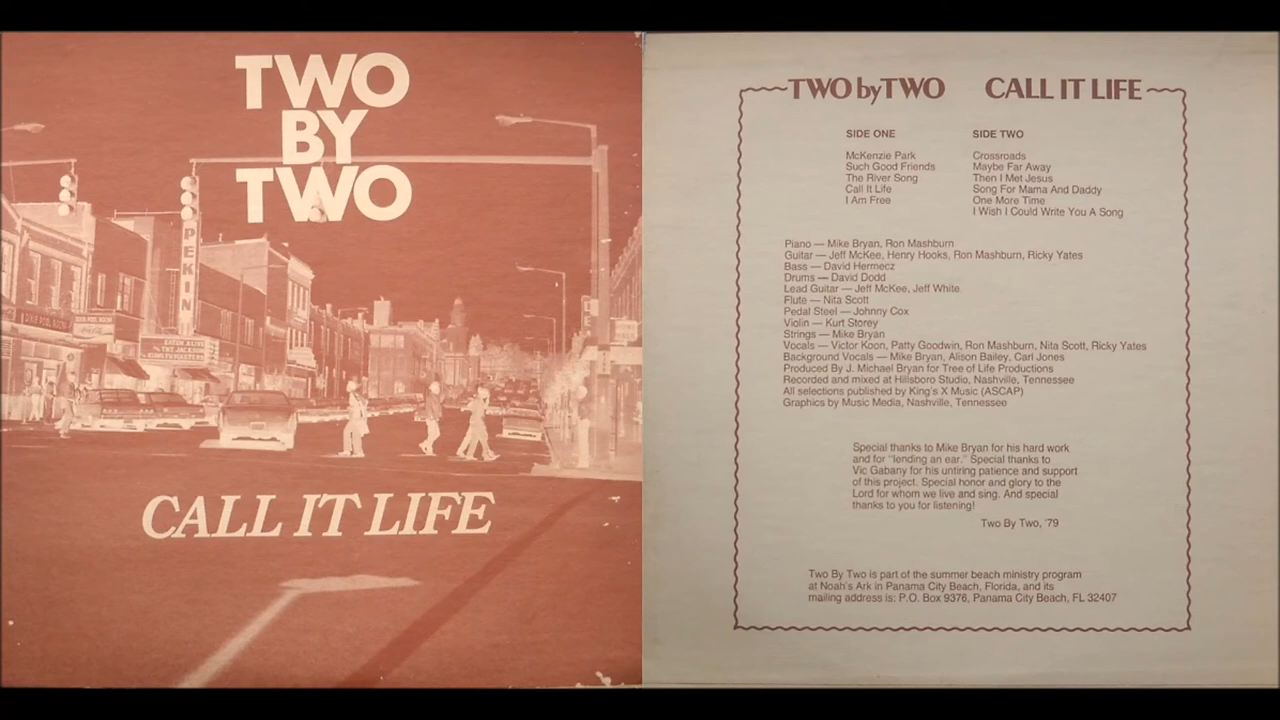 TWO
BY
TWO
PEKIN
CALL IT LIFE
TWO by TWO CALL IT LIFE
SIDE ONE
McKenzie Park
Such Good Friends
The River Song
Call It Life
I Am Free
SIDE TWO
Crossroads
Maybe Far Away
Then I Met Jesus
Song For Mama And Daddy
One More Time
I Wish I Could Write You A Song
Piano — Mike Bryan, Ron Mashburn
Guitar — Jeff McKee, Henry Hooks, Ron Mashburn, Ricky Yates
Bass — David Hermecz
Drums — David Dodd
Lead Guitar — Jeff McKee, Jeff White
Flute — Nita Scott
Pedal Steel — Johnny Cox
Violin — Kurt Storey
Strings — Mike Bryan
Vocals — Victor Koon, Patty Goodwin, Ron Mashburn, Nita Scott, Ricky Yates
Background Vocals — Mike Bryan, Alison Bailey, Carl Jones
Produced By J. Michael Bryan for Tree of Life Productions
Recorded and mixed at Hillsboro Studio, Nashville, Tennessee
All selections published by King's X Music (ASCAP)
Graphics by Music Media, Nashville, Tennessee
Special thanks to Mike Bryan for his hard work
and for "lending an ear." Special thanks to
Vic Gabany for his untiring patience and support
of this project. Special honor and glory to the
Lord for whom we live and sing. And special
thanks to you for listening!
Two By Two, '79
Two By Two is part of the summer beach ministry program
at Noah's Ark in Panama City Beach, Florida, and its
mailing address is: P.O. Box 9376, Panama City Beach, FL 32407